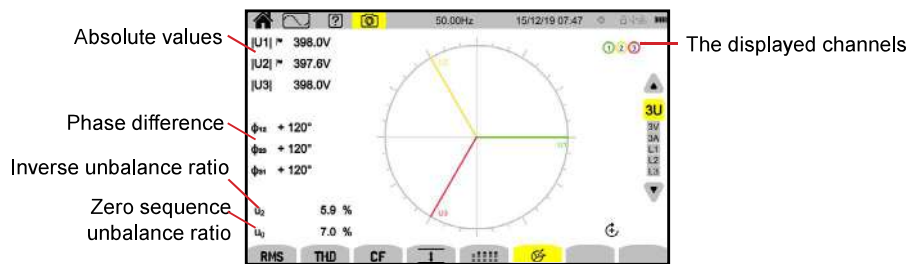 50.00Hz 15/12/19 07:47
Absolute values
The displayed channels
|U1| 398.0V
|U2| 397.6V
|U3| 398.0V
1 2 3
U2
U1
U3
3U
3V
3A
L1
L2
L3
Phase difference
ϕ12 + 120°
ϕ23 + 120°
ϕ31 + 120°
Inverse unbalance ratio
u2 5.9 %
Zero sequence
unbalance ratio
u0 7.0 %
RMS THD CF